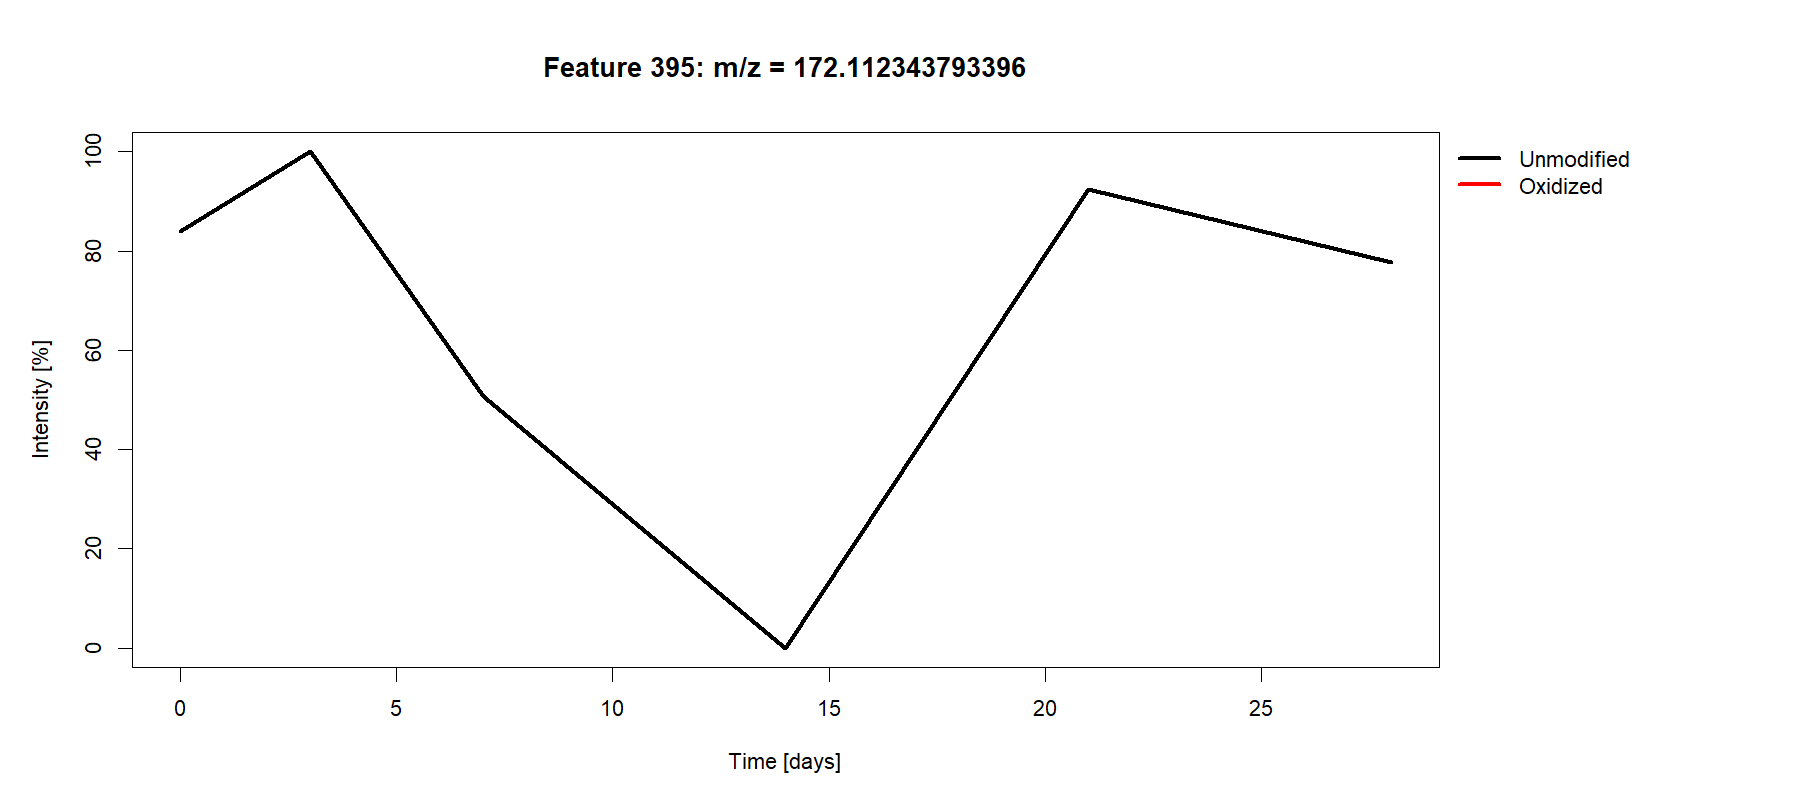 Feature 395: m/z = 172.112343793396
Unmodified
Oxidized
Intensity [%]
100
80
60
40
20
0
0 5 10 15 20 25
Time [days]